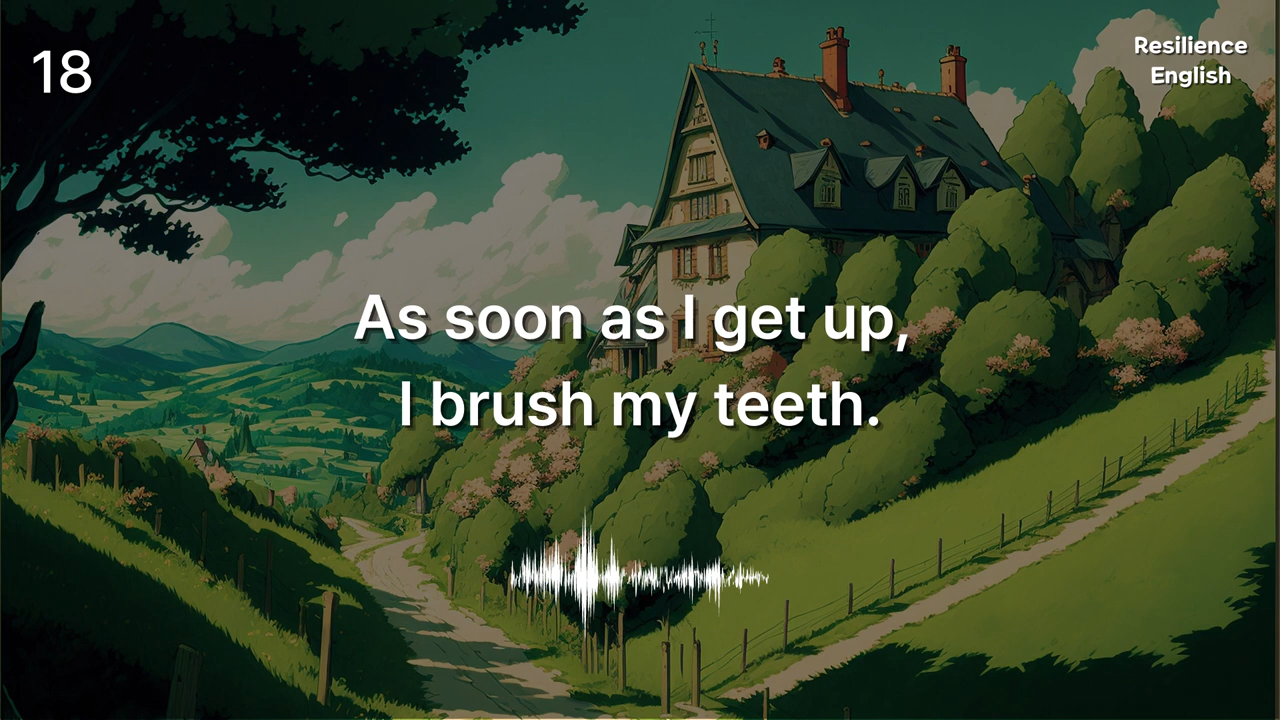 18
Resilience
English
As soon as I get up,
I brush my teeth.